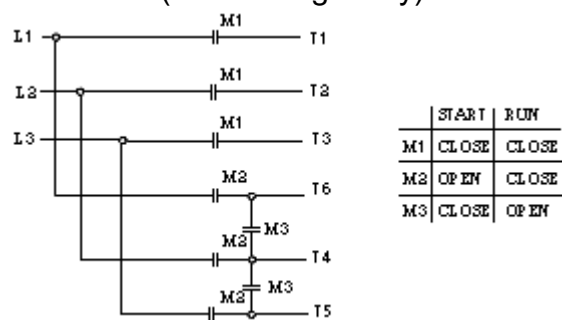 M1
L1 T1
M1
L2 T2
M1
L3 T3
M2
T6
M3
M2
T4
M2 M3
T5
START RUN
M1 CLOSE CLOSE
M2 OPEN CLOSE
M3 CLOSE OPEN